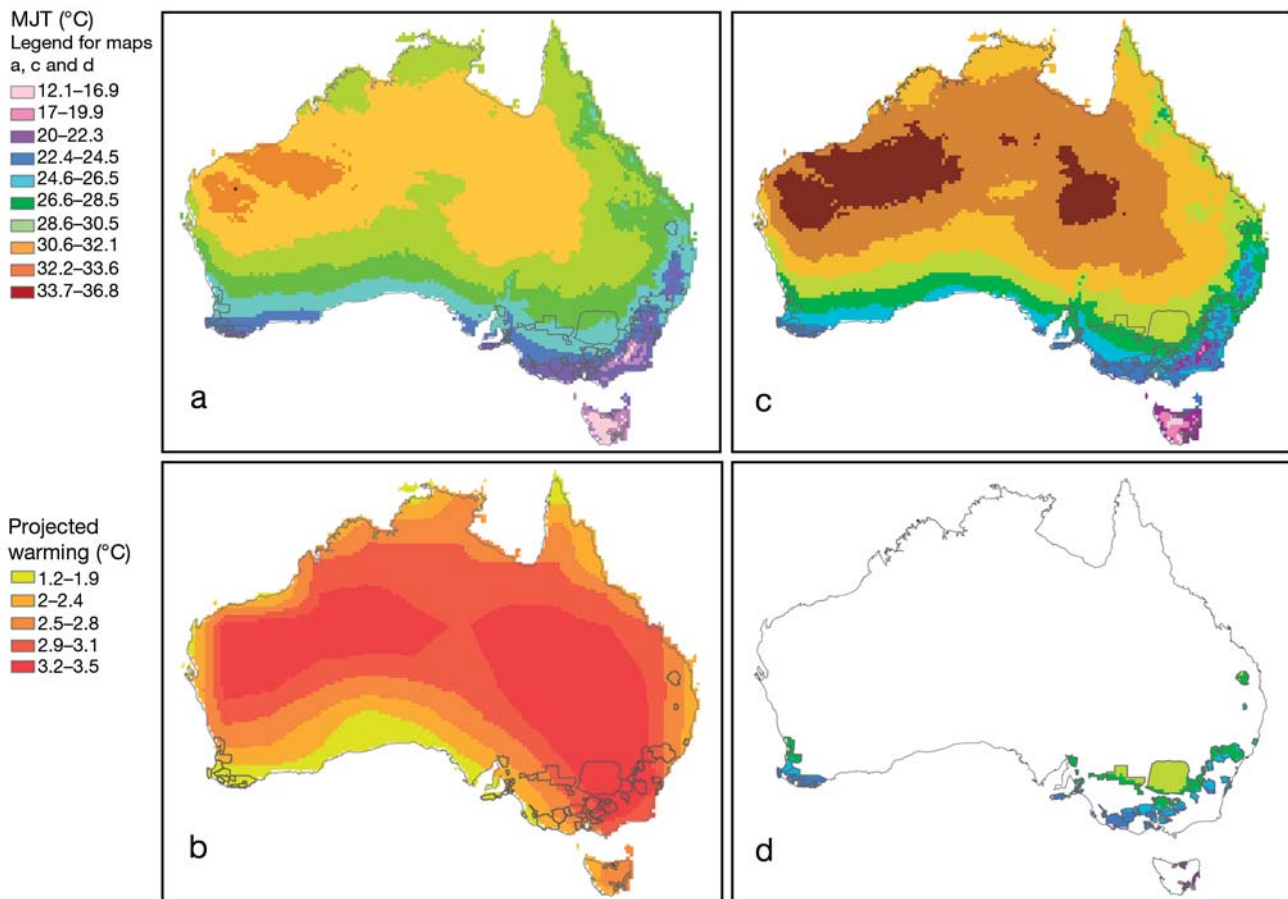 MJT (°C)
Legend for maps
a, c and d
12.1–16.9
17–19.9
20–22.3
22.4–24.5
24.6–26.5
26.6–28.5
28.6–30.5
30.6–32.1
32.2–33.6
33.7–36.8
a
c
Projected
warming (°C)
1.2–1.9
2–2.4
2.5–2.8
2.9–3.1
3.2–3.5
b
d